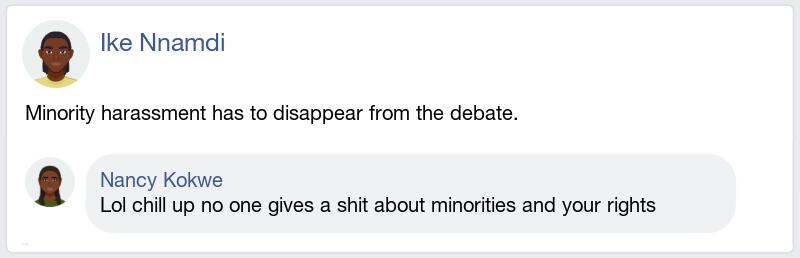 Ike Nnamdi
Minority harassment has to disappear from the debate.
Nancy Kokwe
Lol chill up no one gives a shit about minorities and your rights